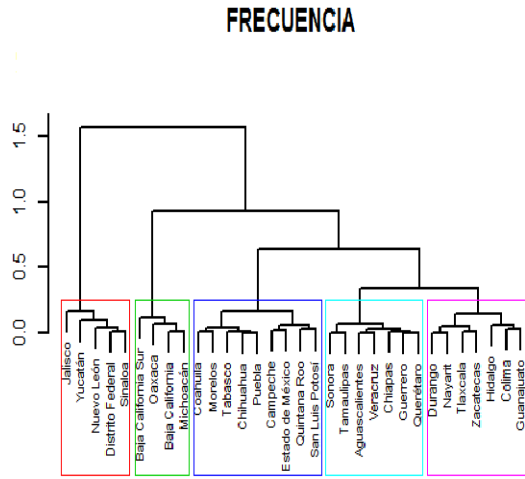 FRECUENCIA
1.5
1.0
0.5
0.0
Jalisco
Yucatán
Nuevo León
Distrito Federal
Sinaloa
Baja California Sur
Oaxaca
Baja California
Michoacán
Coahuila
Morelos
Tabasco
Chihuahua
Puebla
Campeche
Estado de México
Quintana Roo
San Luis Potosí
Sonora
Tamaulipas
Aguascalientes
Veracruz
Chiapas
Guerrero
Querétaro
Durango
Nayarit
Tlaxcala
Zacatecas
Hidalgo
Colima
Guanajuato